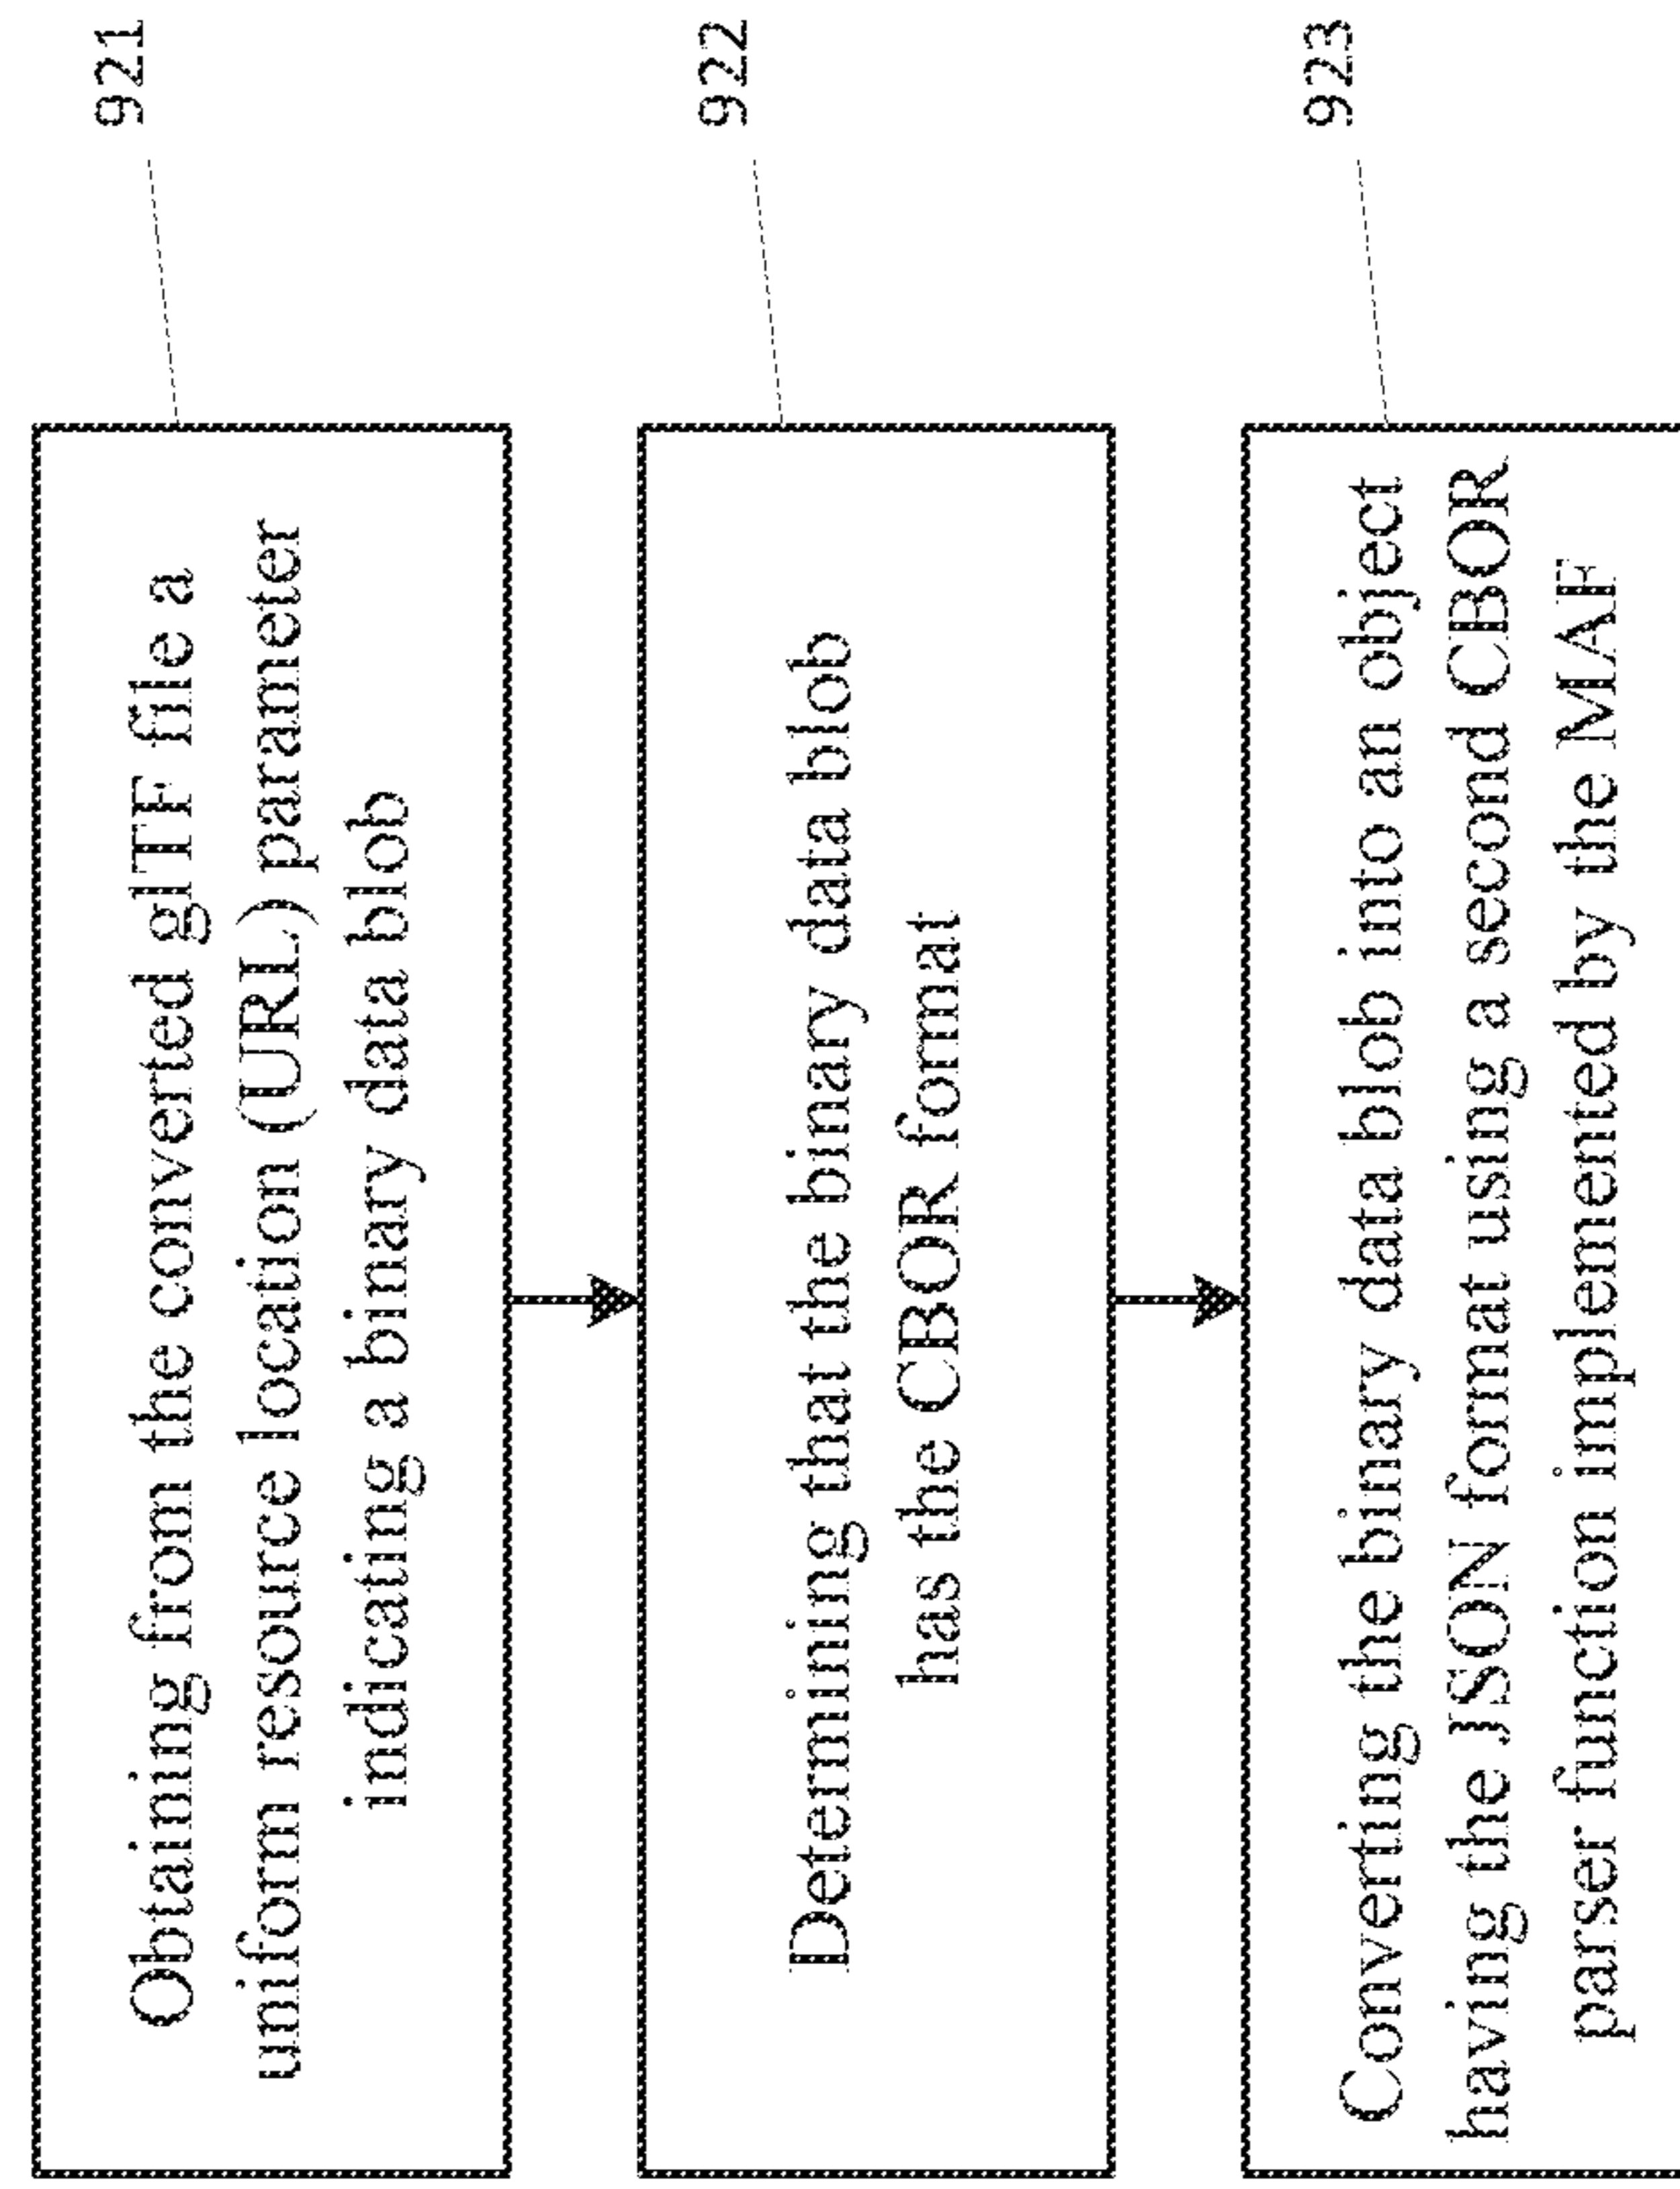 921
Obtaining from the converted glTF file a
uniform resource location (URL) parameter
indicating a binary data blob
922
Determining that the binary data blob
has the CBOR format
923
Converting the binary data blob into an object
having the JSON format using a second CBOR
parser function implemented by the MAF